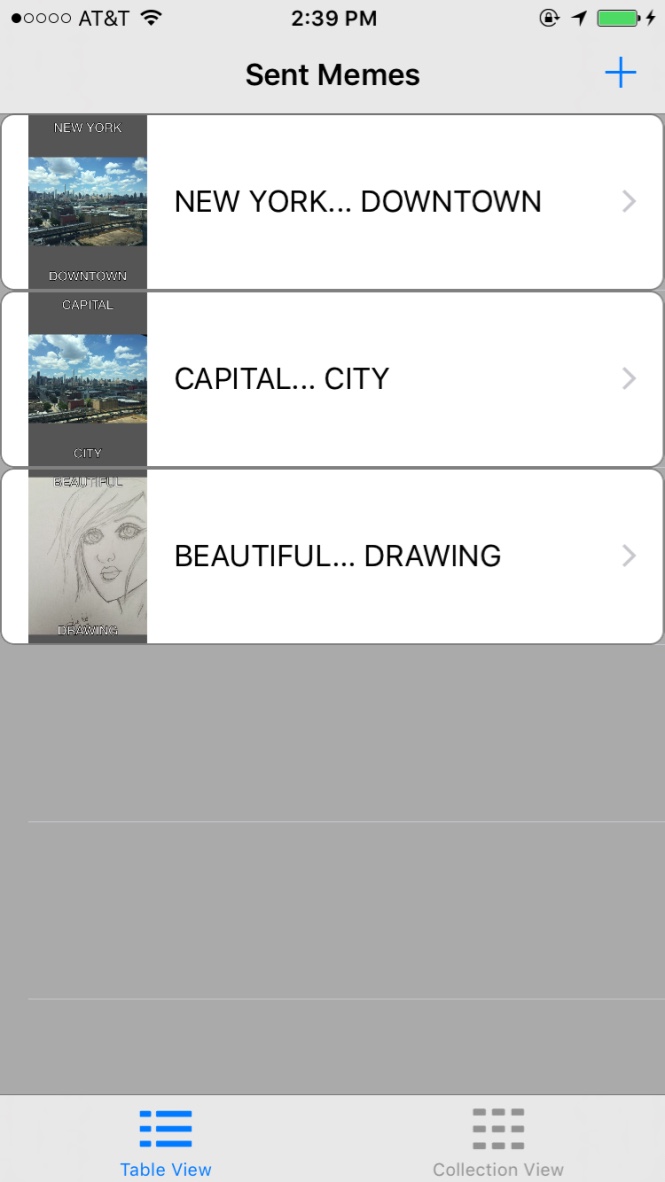 AT&T 2:39 PM
Sent Memes
NEW YORK
NEW YORK... DOWNTOWN
DOWNTOWN
CAPITAL
CAPITAL... CITY
CITY
BEAUTIFUL
BEAUTIFUL... DRAWING
DRAWING
Table View Collection View